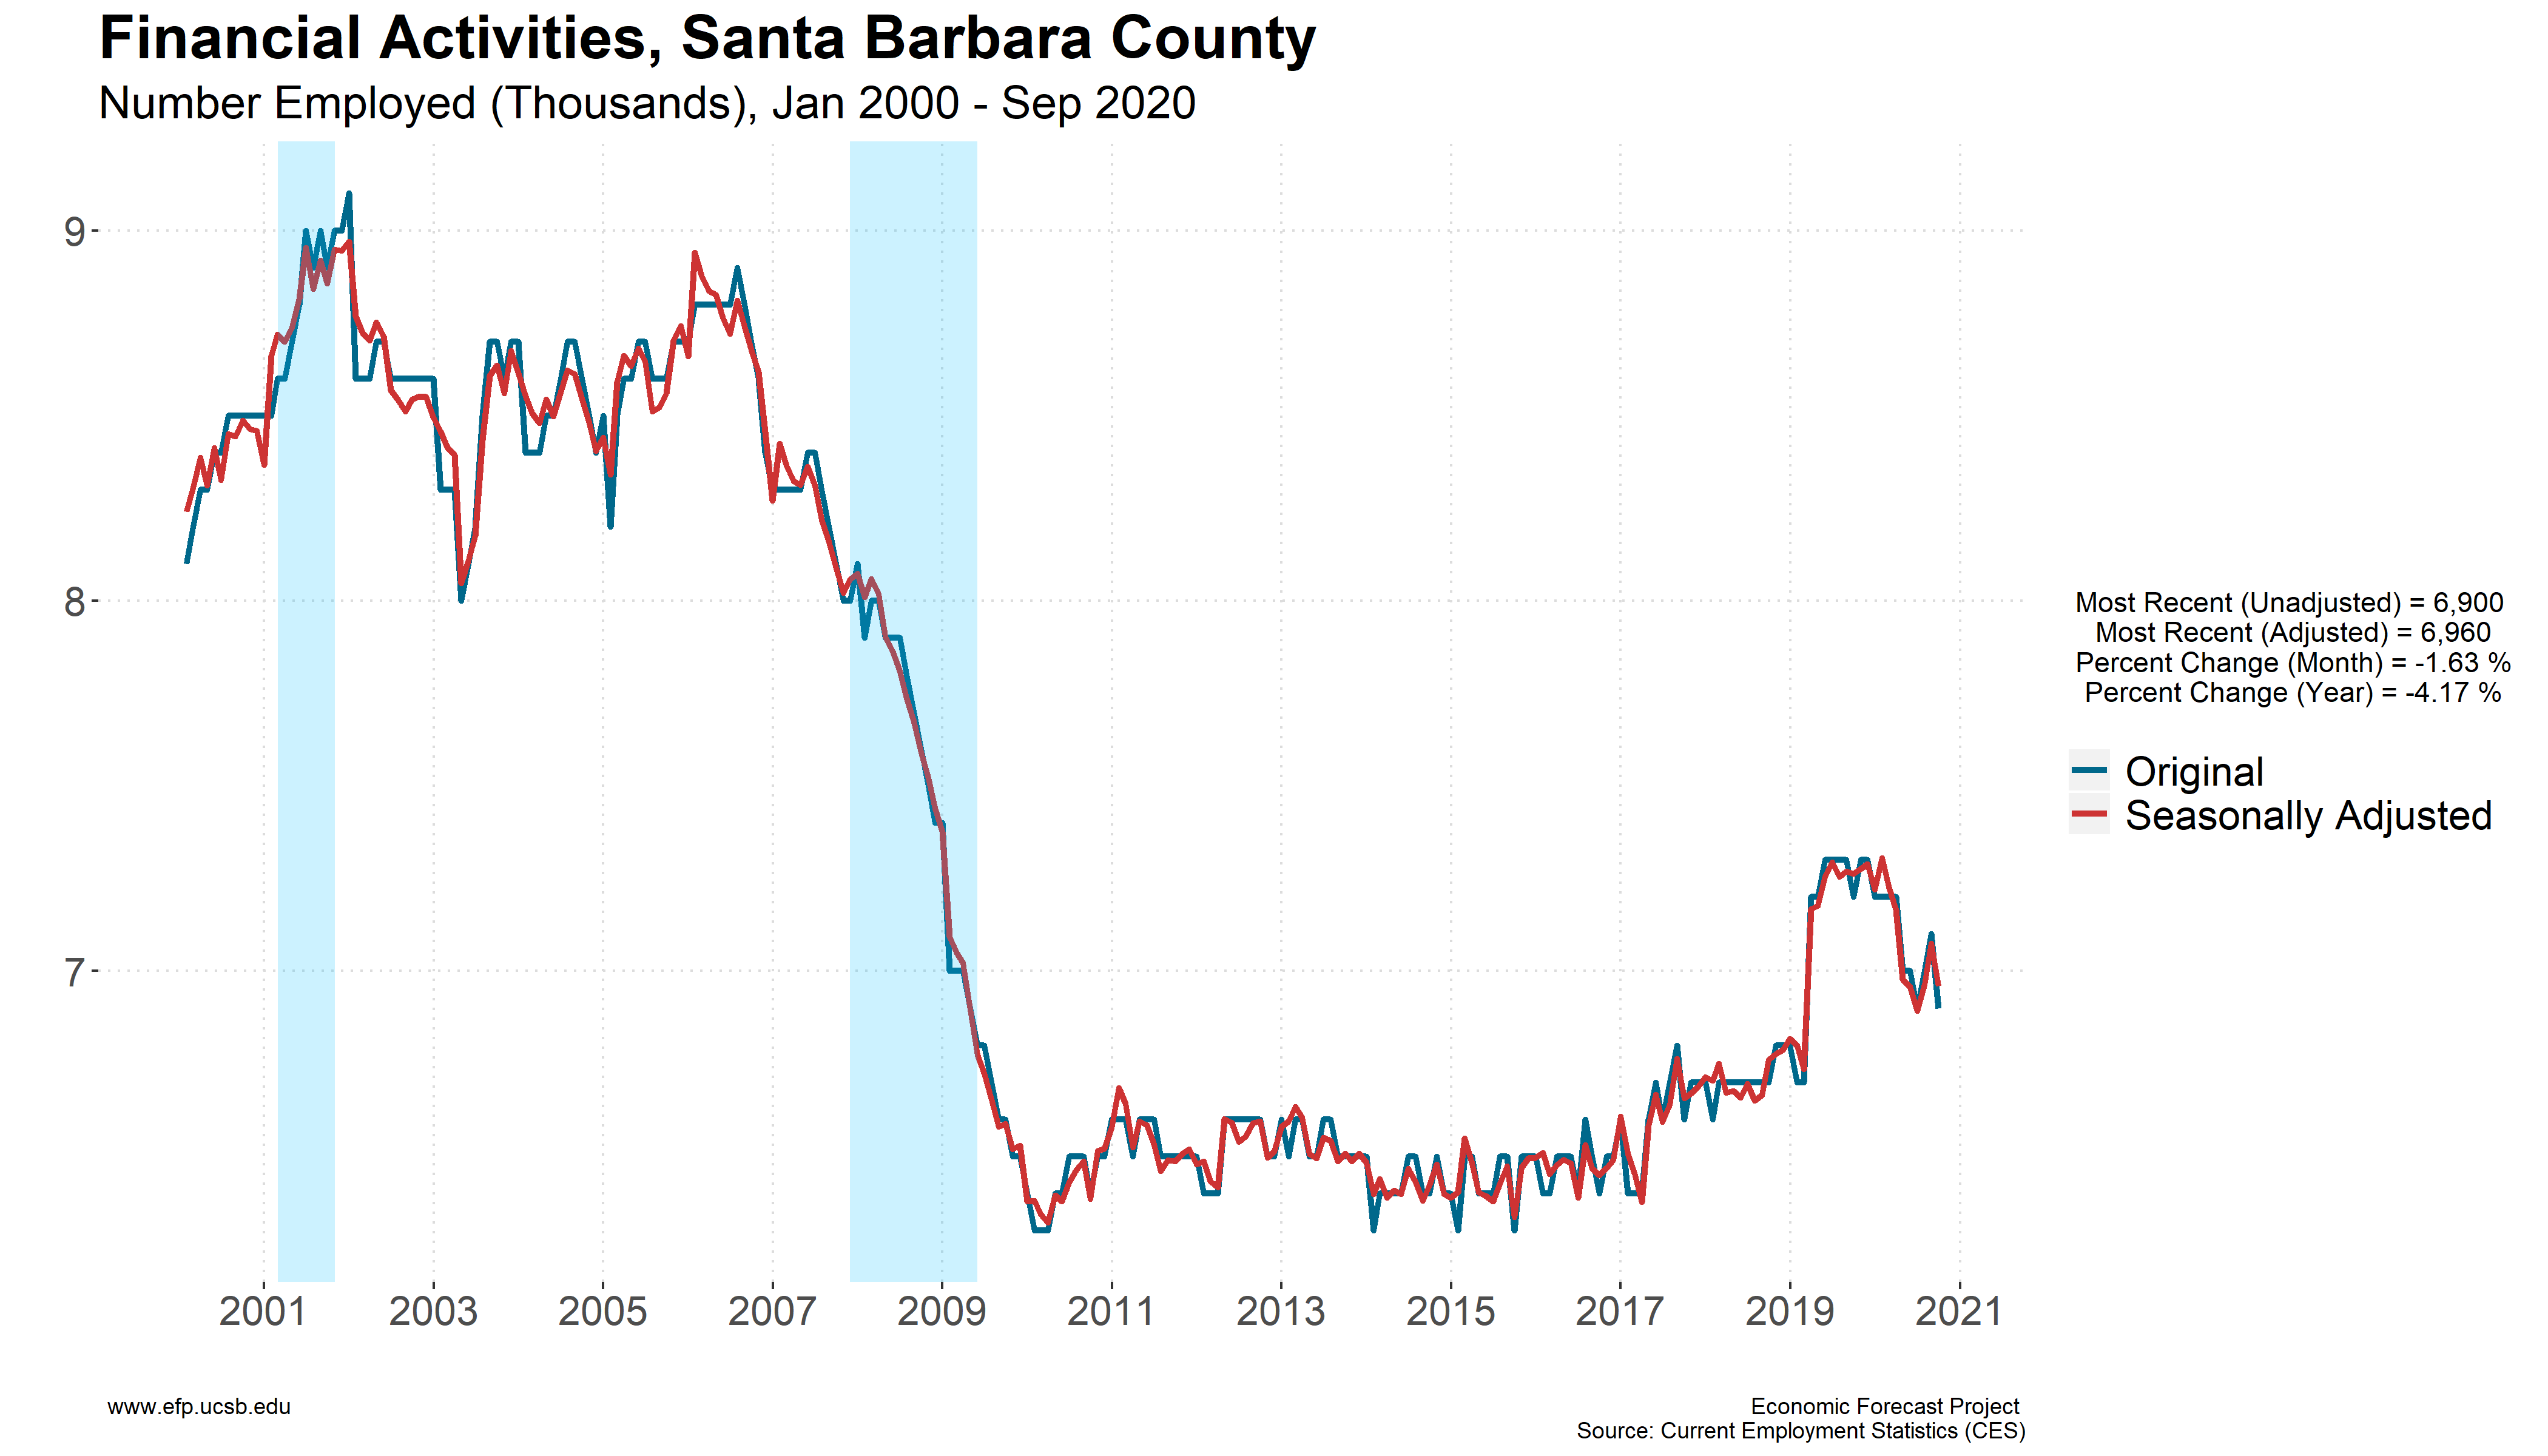 Financial Activities, Santa Barbara County
Number Employed (Thousands), Jan 2000 - Sep 2020
9
8
7
Most Recent (Unadjusted) = 6,900
Most Recent (Adjusted) = 6,960
Percent Change (Month) = -1.63 %
Percent Change (Year) = -4.17 %
Original
Seasonally Adjusted
2001 2003 2005 2007 2009 2011 2013 2015 2017 2019 2021
www.efp.ucsb.edu
Economic Forecast Project
Source: Current Employment Statistics (CES)